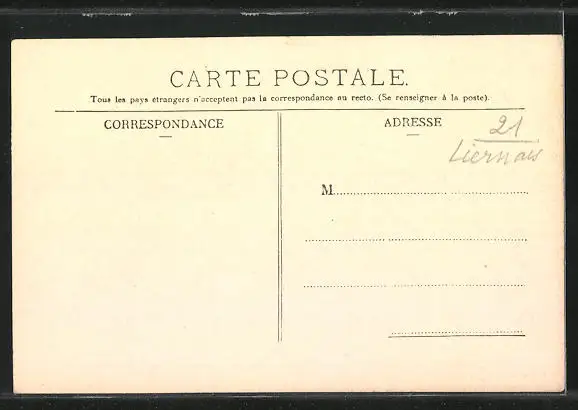 CARTE POSTALE.
Tous les pays étrangers n'acceptent pas la correspondance au recto. (Se renseigner à la poste).
CORRESPONDANCE
ADRESSE
21
Liernais
M